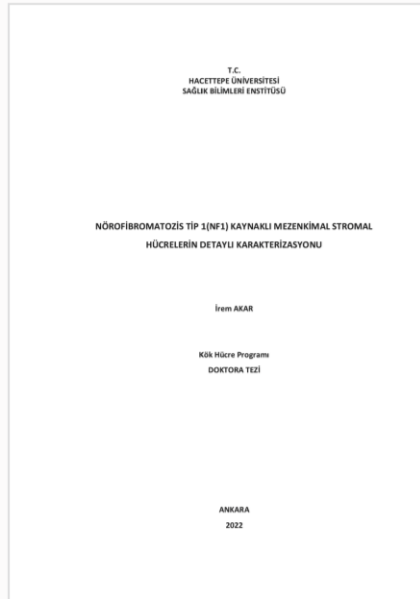 T.C.
HACETTEPE ÜNİVERSİTESİ
SAĞLIK BİLİMLERİ ENSTİTÜSÜ
NÖROFİBROMATOZİS TİP 1(NF1) KAYNAKLI MEZENKİMAL STROMAL
HÜCRELERİN DETAYLI KARAKTERİZASYONU
İrem AKAR
Kök Hücre Programı
DOKTORA TEZİ
ANKARA
2022